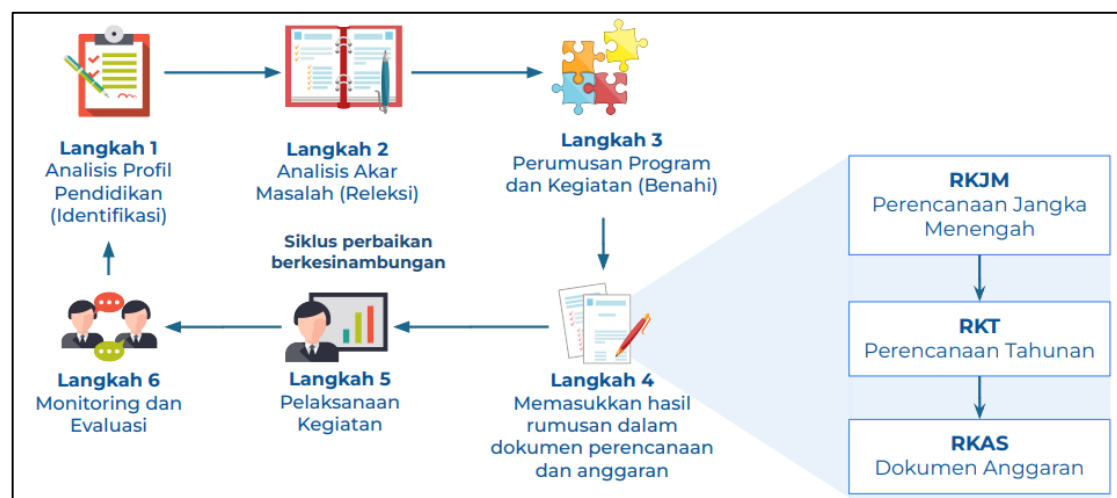 Langkah 1
Analisis Profil
Pendidikan
(Identifikasi)
Langkah 2
Analisis Akar
Masalah (Releksi)
Langkah 3
Perumusan Program
dan Kegiatan (Benahi)
Siklus perbaikan
berkesinambungan
Langkah 4
Memasukkan hasil
rumusan dalam
dokumen perencanaan
dan anggaran
Langkah 5
Pelaksanaan
Kegiatan
Langkah 6
Monitoring dan
Evaluasi
RKJM
Perencanaan Jangka
Menengah
RKT
Perencanaan Tahunan
RKAS
Dokumen Anggaran